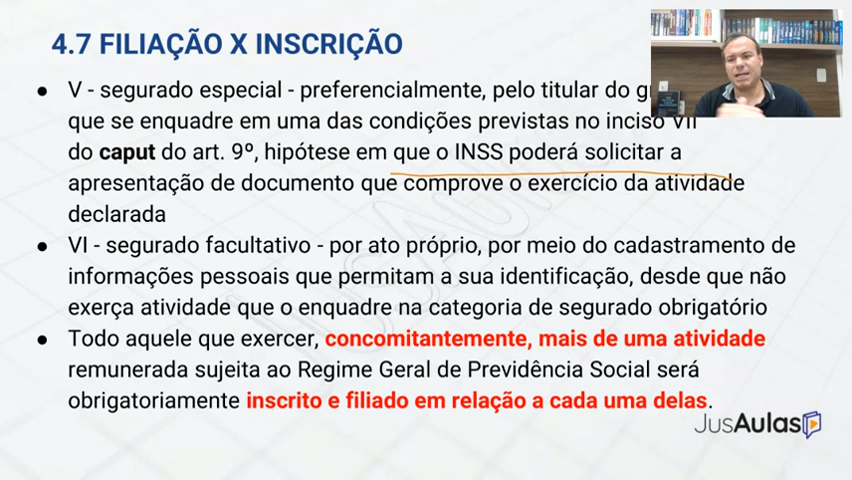 4.7 FILIAÇÃO X INSCRIÇÃO
● V - segurado especial - preferencialmente, pelo titular do
que se enquadre em uma das condições previstas no inciso VII
do caput do art. 9º, hipótese em que o INSS poderá solicitar a
apresentação de documento que comprove o exercício da atividade
declarada
● VI - segurado facultativo - por ato próprio, por meio do cadastramento de
informações pessoais que permitam a sua identificação, desde que não
exerça atividade que o enquadre na categoria de segurado obrigatório
● Todo aquele que exercer, concomitantemente, mais de uma atividade
remunerada sujeita ao Regime Geral de Previdência Social será
obrigatoriamente inscrito e filiado em relação a cada uma delas.
JusAulas